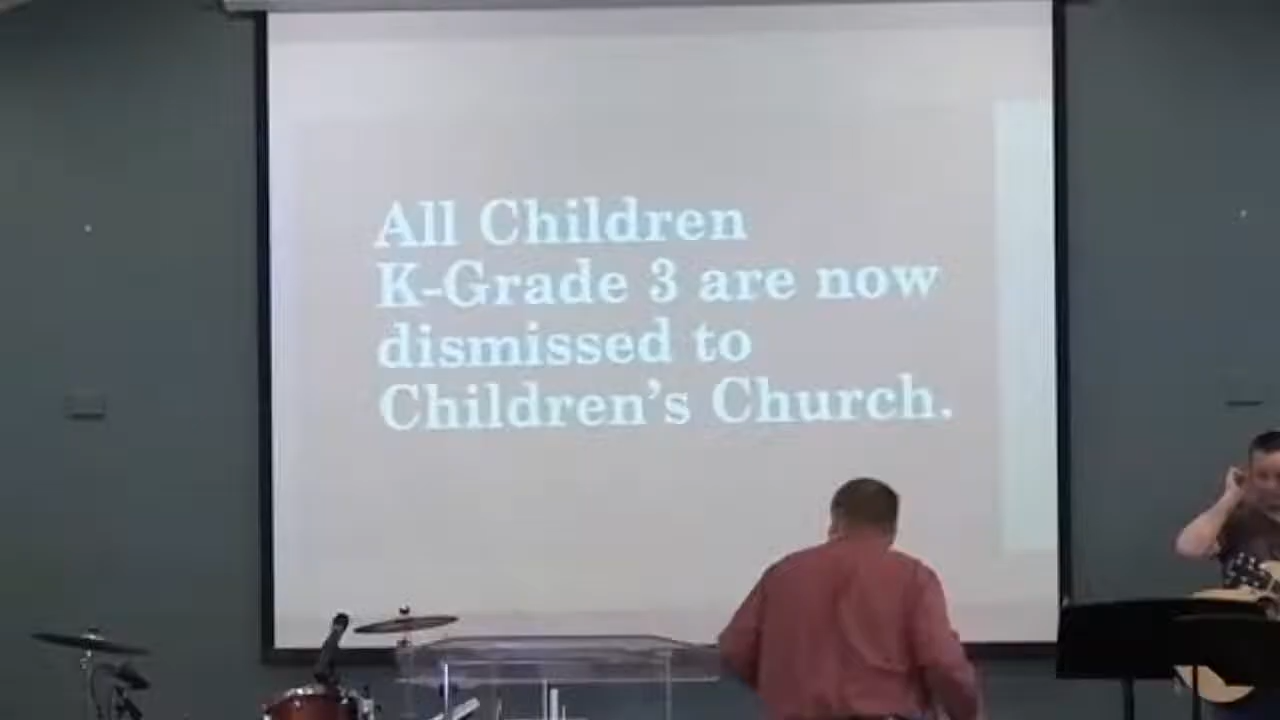 All Children
K-Grade 3 are now
dismissed to
Children’s Church.